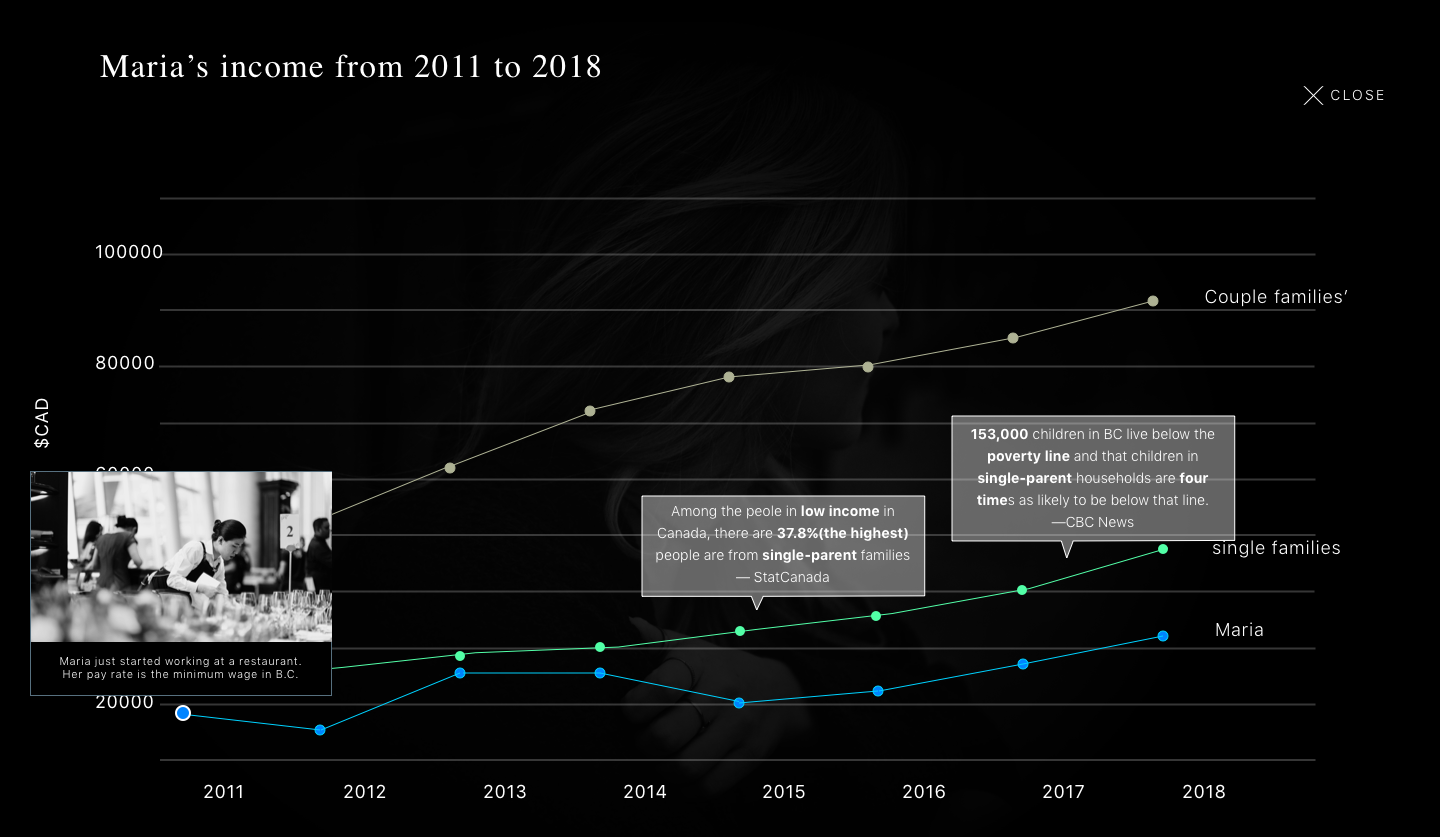 Maria’s income from 2011 to 2018
CLOSE
100000
Couple families’
80000
$CAD
153,000 children in BC live below the
poverty line and that children in
single-parent households are four
times as likely to be below that line.
—CBC News
60000
2
Among the peole in low income in
Canada, there are 37.8%(the highest)
people are from single-parent families
— StatCanada
single families
Maria
Maria just started working at a restaurant.
Her pay rate is the minimum wage in B.C.
20000
2011 2012 2013 2014 2015 2016 2017 2018